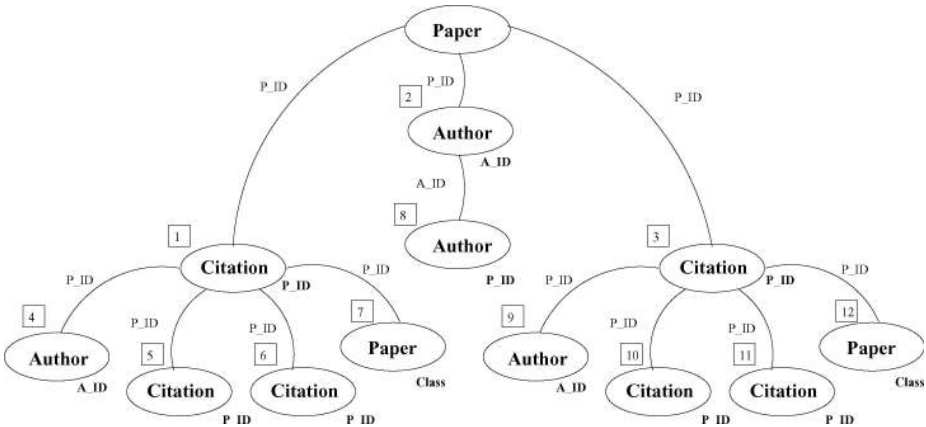 Paper
P_ID
P_ID
P_ID
2
Author
A_ID
A_ID
8
Author
P_ID
1
Citation
P_ID
3
Citation
P_ID
P_ID
P_ID
P_ID
P_ID
4
Author
A_ID
P_ID
5
Citation
P_ID
P_ID
6
Citation
P_ID
7
Paper
Class
9
Author
A_ID
P_ID
10
Citation
P_ID
P_ID
11
Citation
P_ID
12
Paper
Class